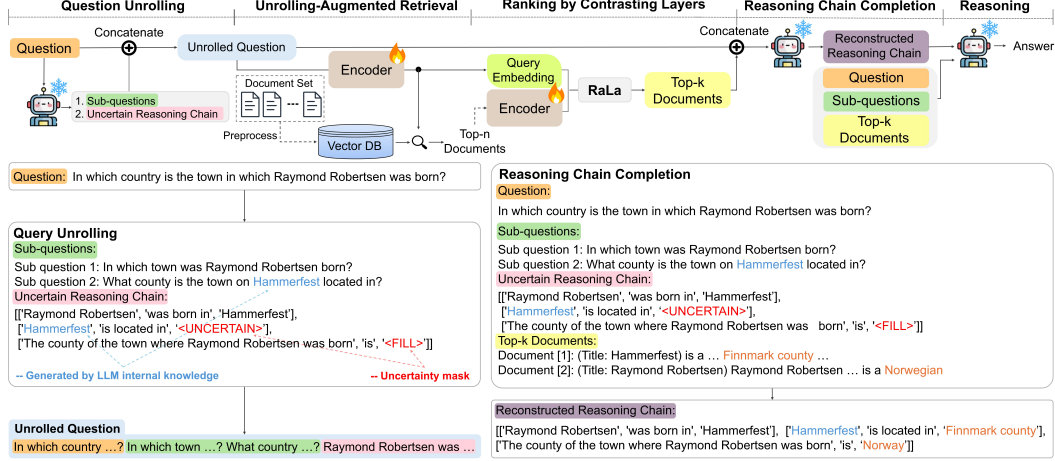 Question Unrolling
Unrolling-Augmented Retrieval
Ranking by Contrasting Layers
Reasoning Chain Completion
Reasoning
Question
Concatenate
Unrolled Question
1. Sub-questions
2. Uncertain Reasoning Chain
Encoder
Document Set
Preprocess
Vector DB
Top-n
Documents
Query
Embedding
Encoder
RaLa
Top-k
Documents
Concatenate
Reconstructed
Reasoning Chain
Question
Sub-questions
Top-k
Documents
Answer
Question: In which country is the town in which Raymond Robertsen was born?
Query Unrolling
Sub-questions:
Sub question 1: In which town was Raymond Robertsen born?
Sub question 2: What county is the town on Hammerfest located in?
Uncertain Reasoning Chain:
[['Raymond Robertsen', 'was born in', 'Hammerfest'],
['Hammerfest', 'is located in', '<UNCERTAIN>'],
['The county of the town where Raymond Robertsen was born', 'is', '<FILL>']]
-- Generated by LLM internal knowledge
-- Uncertainty mask
Unrolled Question
In which country …? In which town …? What country …? Raymond Robertsen was …
Reasoning Chain Completion
Question:
In which country is the town in which Raymond Robertsen was born?
Sub-questions:
Sub question 1: In which town was Raymond Robertsen born?
Sub question 2: What county is the town on Hammerfest located in?
Uncertain Reasoning Chain:
[['Raymond Robertsen', 'was born in', 'Hammerfest'],
['Hammerfest', 'is located in', '<UNCERTAIN>'],
['The county of the town where Raymond Robertsen was born', 'is', '<FILL>']]
Top-k Documents:
Document [1]: (Title: Hammerfest) is a … Finnmark county …
Document [2]: (Title: Raymond Robertsen) Raymond Robertsen … is a Norwegian
Reconstructed Reasoning Chain:
[['Raymond Robertsen', 'was born in', 'Hammerfest'], ['Hammerfest', 'is located in', 'Finnmark county'],
['The county of the town where Raymond Robertsen was born', 'is', 'Norway']]